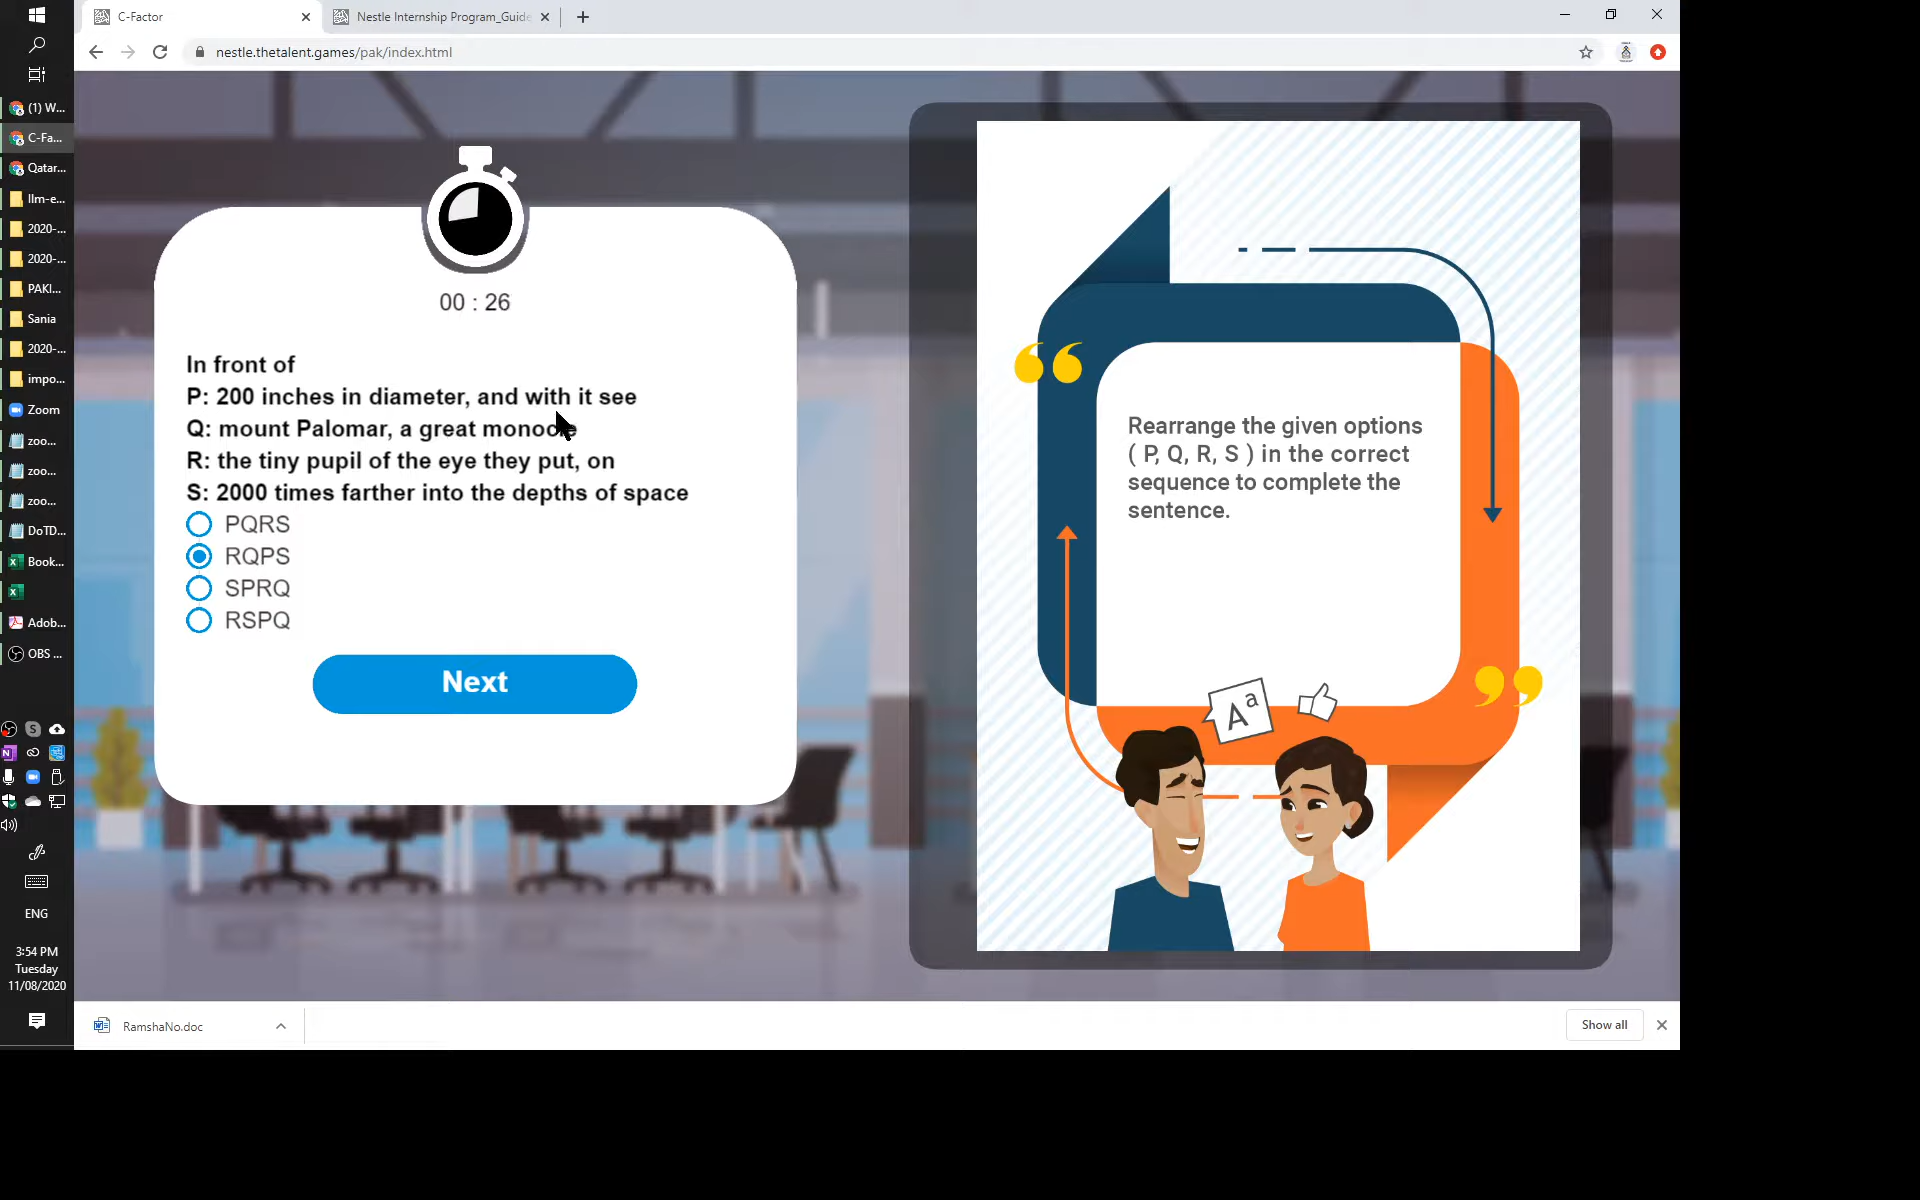 C-Factor
Nestle Internship Program_Guide
nestle.thetalent.games/pak/index.html
(1) W...
C-Fa...
Qatar...
llm-e...
2020-...
2020-...
PAKI...
Sania
2020-...
impo...
Zoom
zoo...
zoo...
zoo...
DoTD...
Book...
Adob...
OBS ...
ENG
3:54 PM
Tuesday
11/08/2020
00 : 26
In front of
P: 200 inches in diameter, and with it see
Q: mount Palomar, a great monocle
R: the tiny pupil of the eye they put, on
S: 2000 times farther into the depths of space
PQRS
RQPS
SPRQ
RSPQ
Next
Rearrange the given options
( P, Q, R, S ) in the correct
sequence to complete the
sentence.
Aa
RamshaNo.doc
Show all